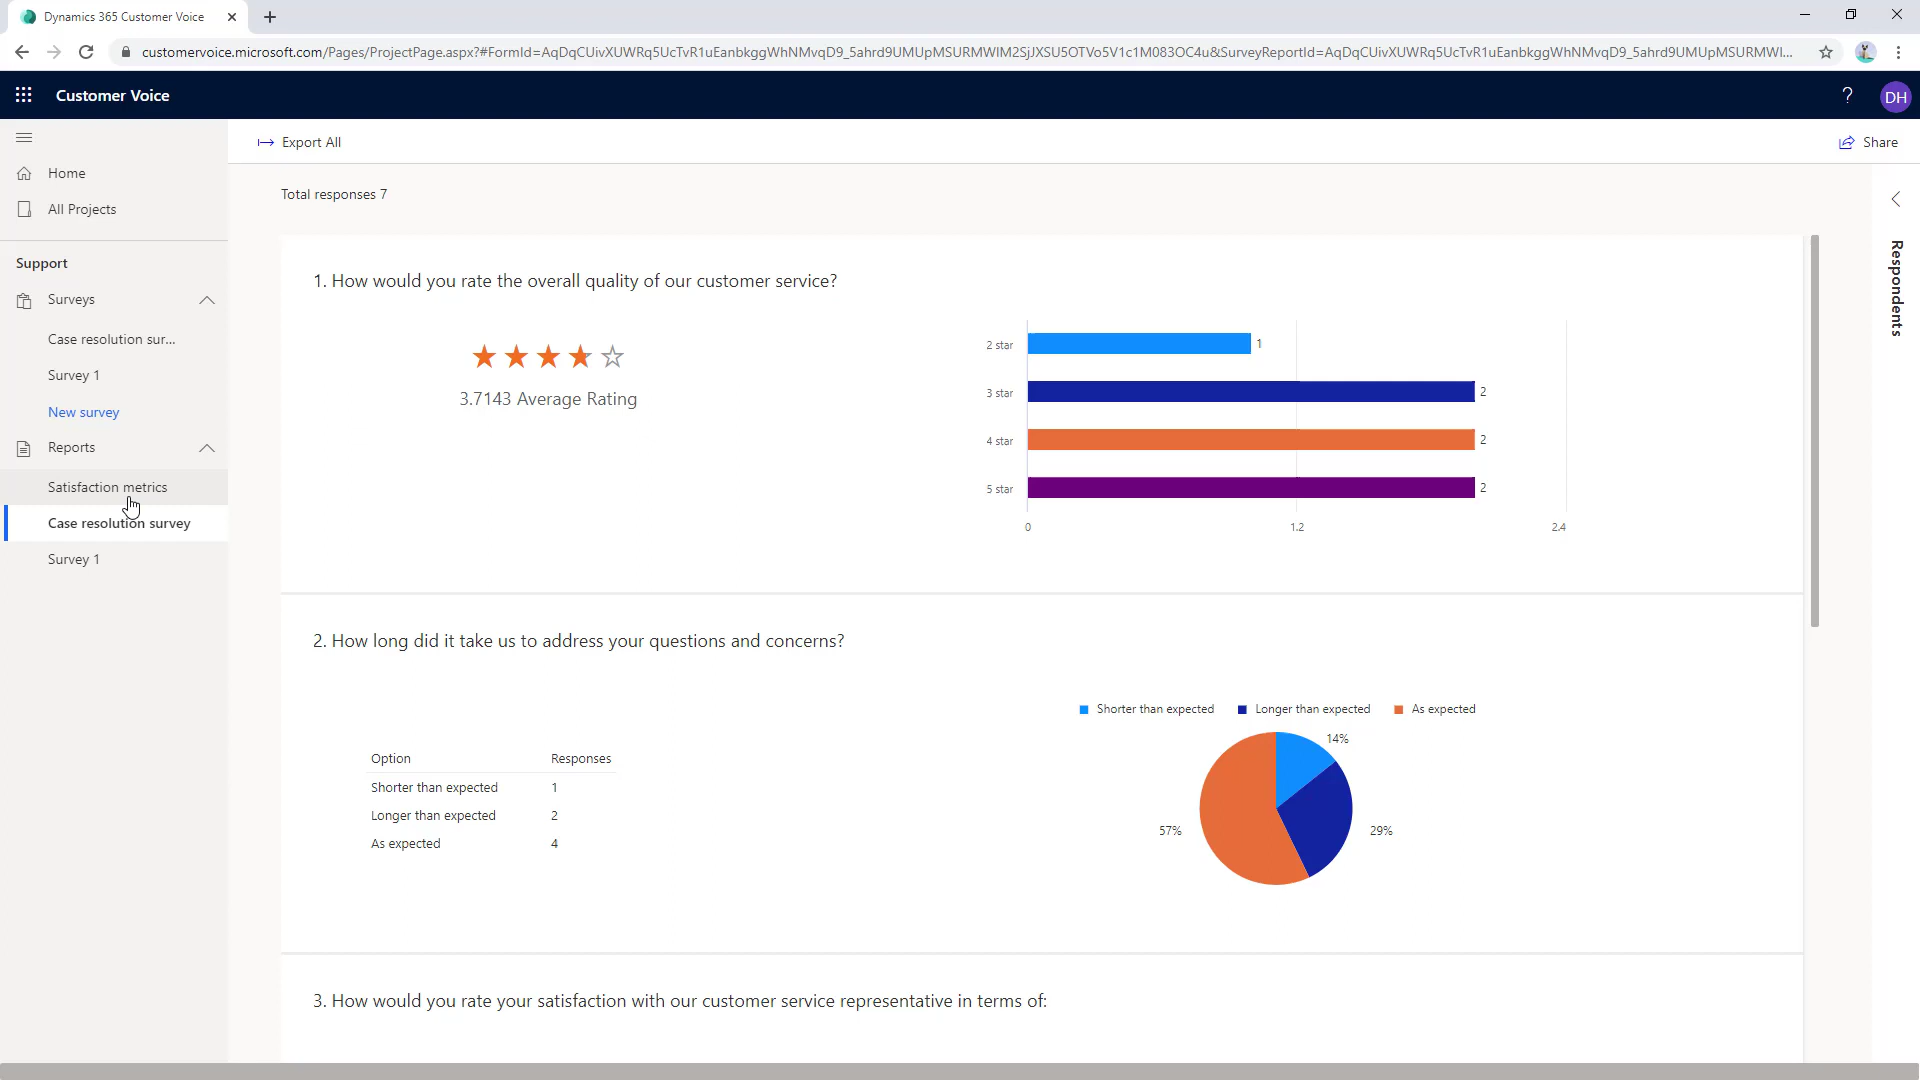 Dynamics 365 Customer Voice
customervoice.microsoft.com/Pages/ProjectPage.aspx?#FormId=AqDqCUivXUWRq5UcTvR1uEanbkggWhNMvqD9_5ahrd9UMUpMSURMWlM2SjJXSU5OTVo5V1c1M083OC4u&SurveyReportId=AqDqCUivXUWRq5UcTvR1uEanbkggWhNMvqD9_5ahrd9UMUpMSURMWl...
Customer Voice
?
DH
Export All
Share
Home
All Projects
Support
Surveys
Case resolution sur...
Survey 1
New survey
Reports
Satisfaction metrics
Case resolution survey
Survey 1
Total responses 7
Respondents
1. How would you rate the overall quality of our customer service?
3.7143 Average Rating
2 star 1
3 star 2
4 star 2
5 star 2
0 1.2 2.4
2. How long did it take us to address your questions and concerns?
Shorter than expected Longer than expected As expected
14%
57% 29%
Option Responses
Shorter than expected 1
Longer than expected 2
As expected 4
3. How would you rate your satisfaction with our customer service representative in terms of: